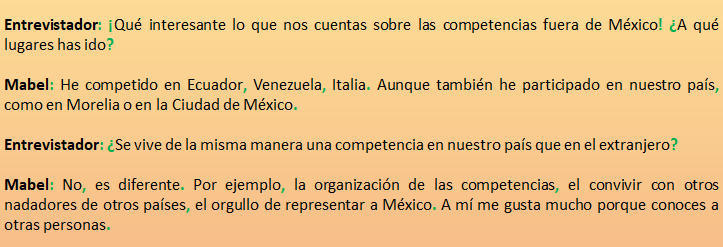 Entrevistador: ¡Qué interesante lo que nos cuentas sobre las competencias fuera de México! ¿A qué
lugares has ido?
Mabel: He competido en Ecuador, Venezuela, Italia. Aunque también he participado en nuestro país,
como en Morelia o en la Ciudad de México.
Entrevistador: ¿Se vive de la misma manera una competencia en nuestro país que en el extranjero?
Mabel: No, es diferente. Por ejemplo, la organización de las competencias, el convivir con otros
nadadores de otros países, el orgullo de representar a México. A mí me gusta mucho porque conoces a
otras personas.